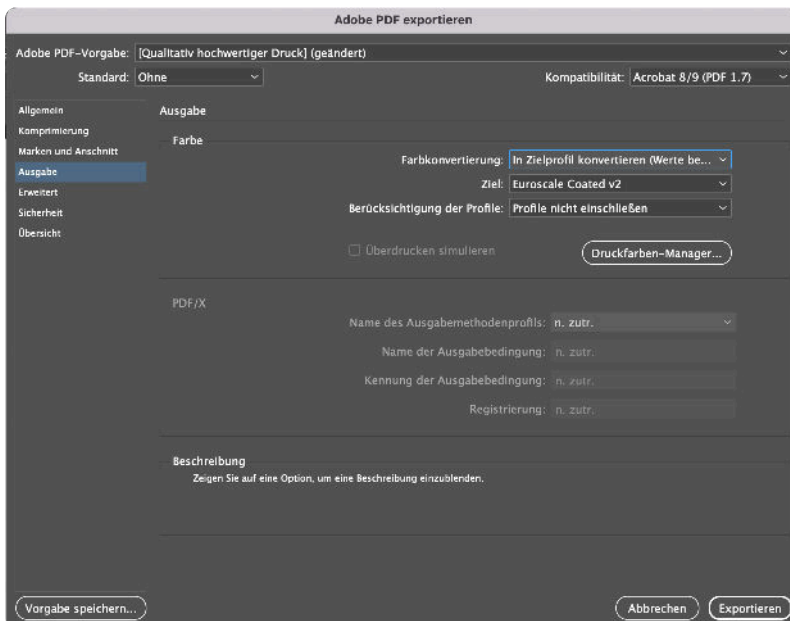 Adobe PDF exportieren
Adobe PDF-Vorgabe: [Qualitativ hochwertiger Druck] (geändert)
Standard: Ohne Kompatibilität: Acrobat 8/9 (PDF 1.7)
Allgemein
Komprimierung
Marken und Anschnitt
Ausgabe
Erweitert
Sicherheit
Übersicht
Ausgabe
Farbe
Farbkonvertierung: In Zielprofil konvertieren (Werte be...
Ziel: Euroscale Coated v2
Berücksichtigung der Profile: Profile nicht einschließen
Überdrucken simulieren Druckfarben-Manager...
PDF/X
Name des Ausgabemethodenprofils: n. zutr.
Name der Ausgabebedingung: n. zutr.
Kennung der Ausgabebedingung: n. zutr.
Registrierung: n. zutr.
Beschreibung
Zeigen Sie auf eine Option, um eine Beschreibung einzublenden.
Vorgabe speichern... Abbrechen Exportieren